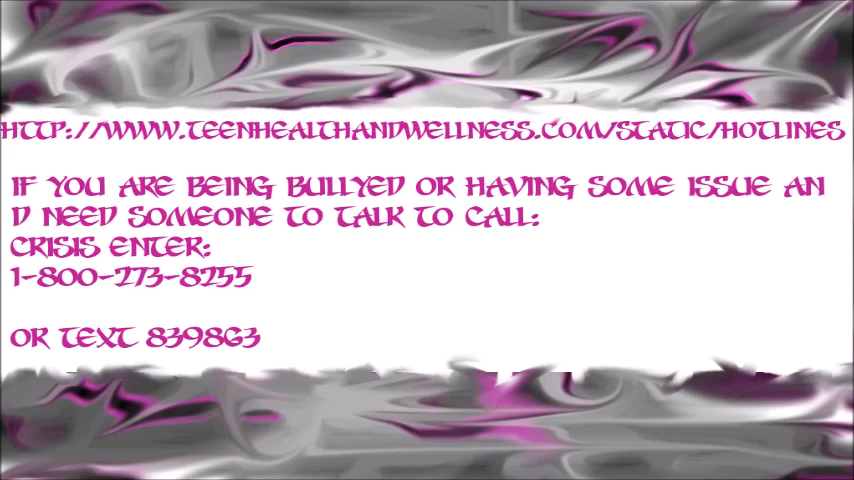 HTTP://WWW.TEENHEALTHANDWELLNESS.COM/STATIC/HOTLINES
IF YOU ARE BEING BULLYED OR HAVING SOME ISSUE AN
D NEED SOMEONE TO TALK TO CALL:
CRISIS ENTER:
1-800-273-8255
OR TEXT 839863